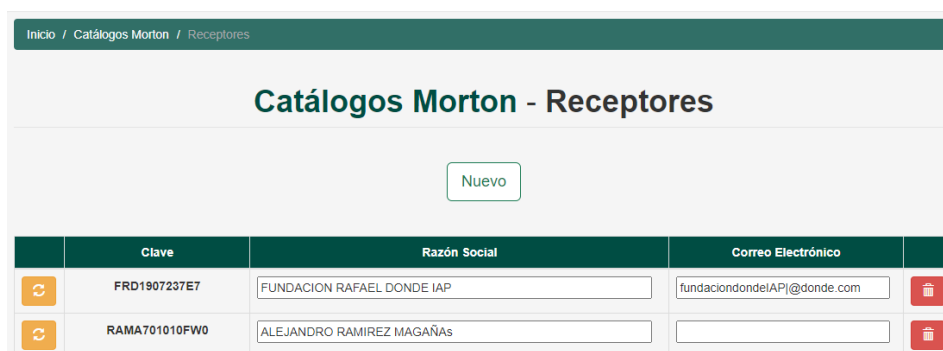 Inicio / Catálogos Morton / Receptores
Catálogos Morton - Receptores
Nuevo
Clave Razón Social Correo Electrónico
FRD1907237E7 FUNDACION RAFAEL DONDE IAP fundaciondondeIAP|@donde.com
RAMA701010FW0 ALEJANDRO RAMIREZ MAGAÑAs